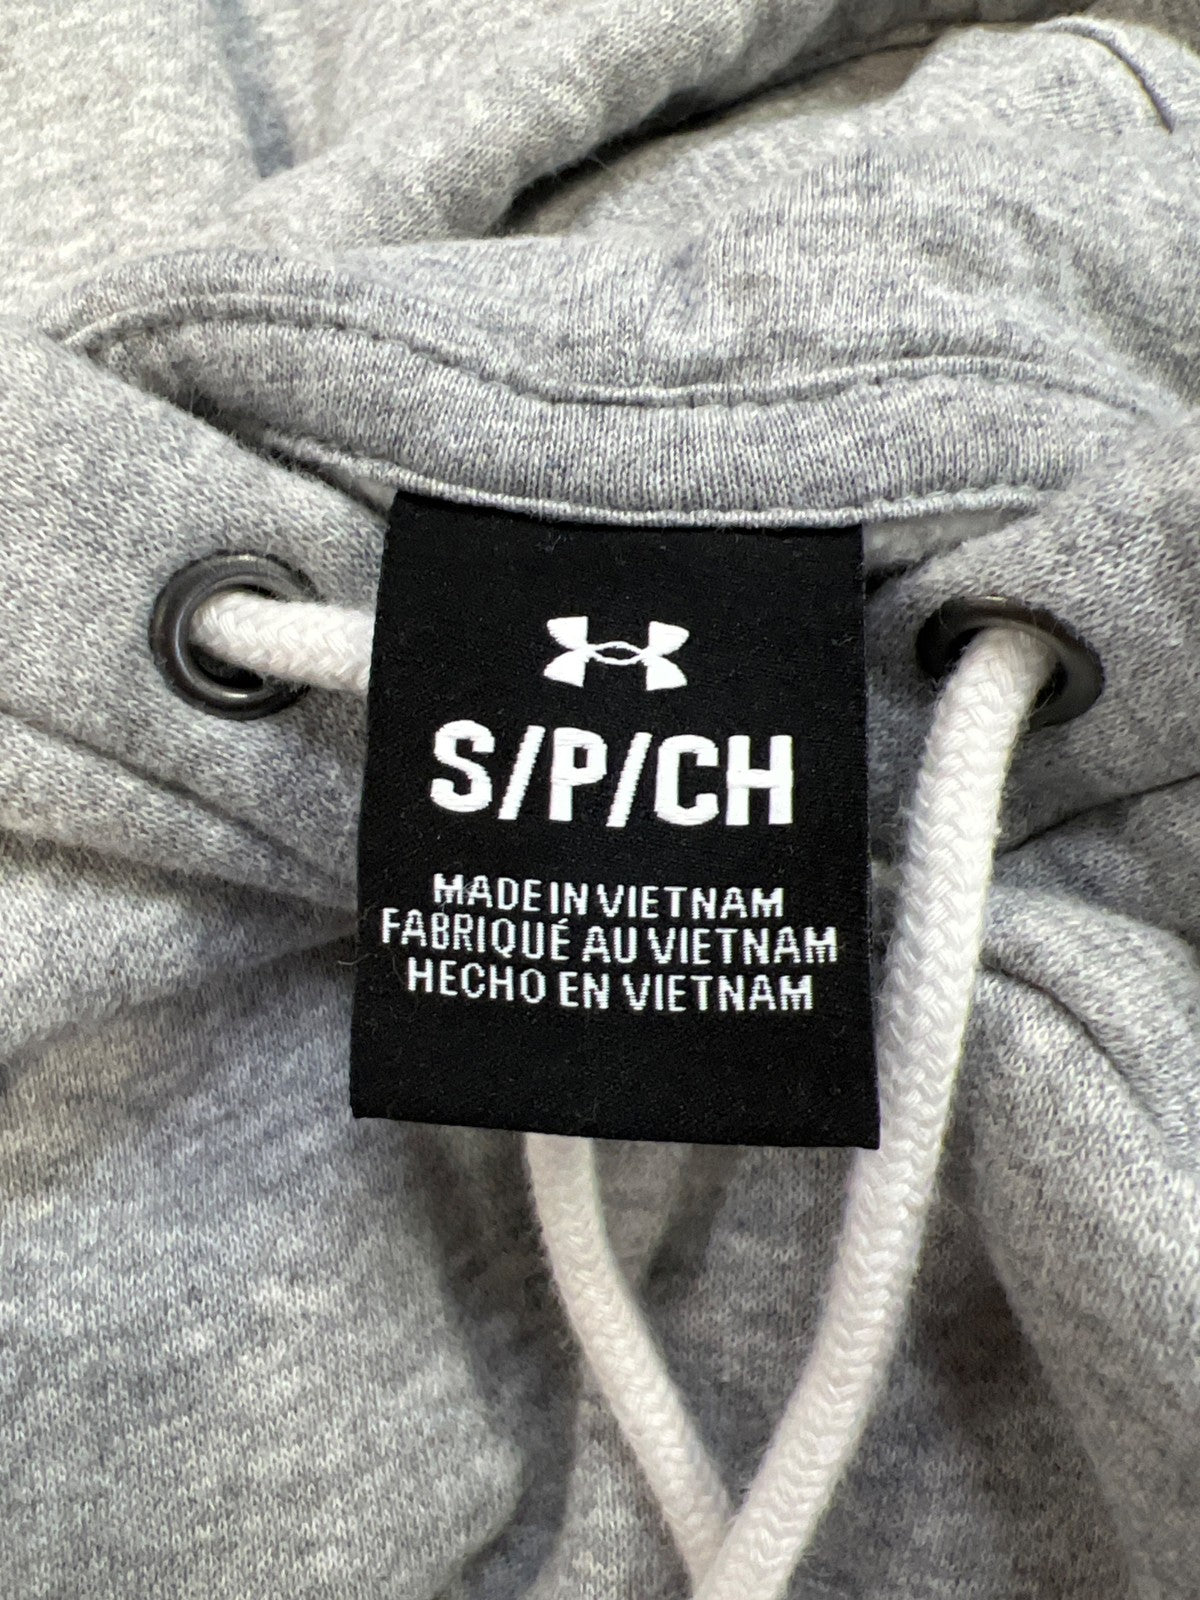 S/P/CH
MADE IN VIETNAM
FABRIQUÉ AU VIETNAM
HECHO EN VIETNAM